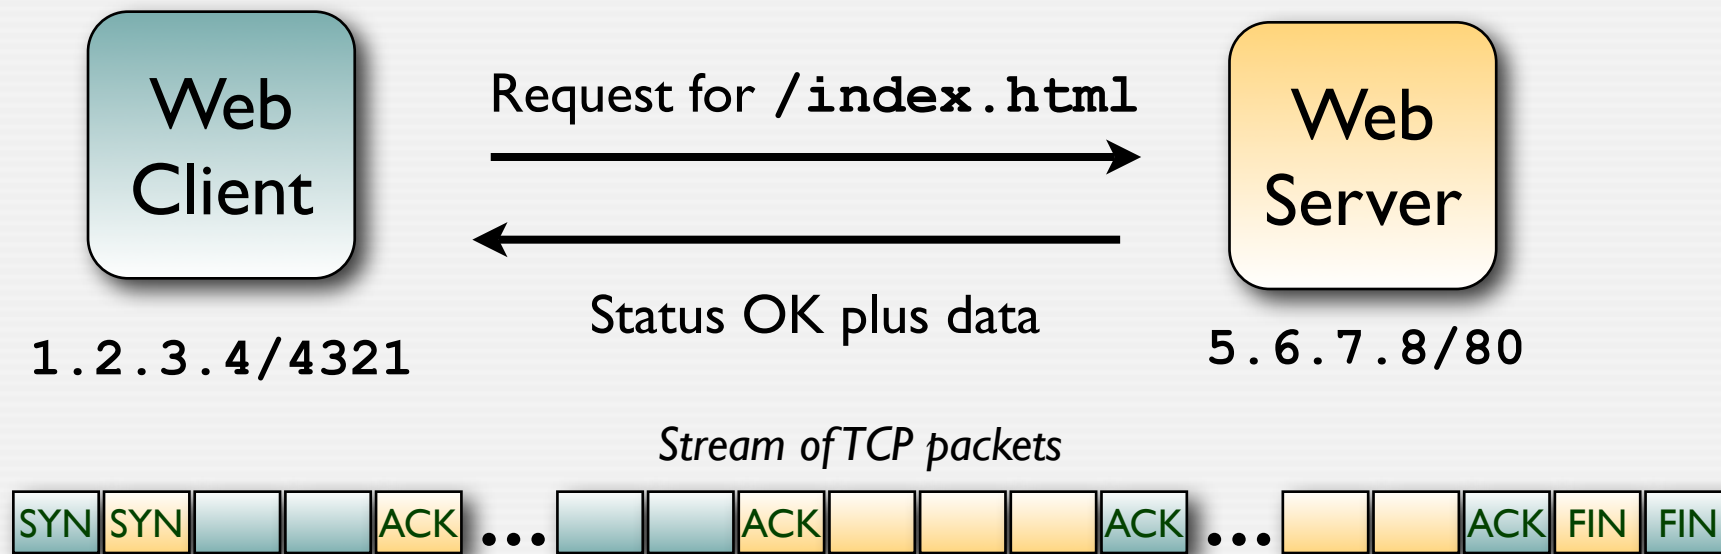 Web
Client
Request for /index.html
Web
Server
Status OK plus data
1.2.3.4/4321
5.6.7.8/80
Stream of TCP packets
SYN SYN ACK ... ACK ACK ... ACK FIN FIN